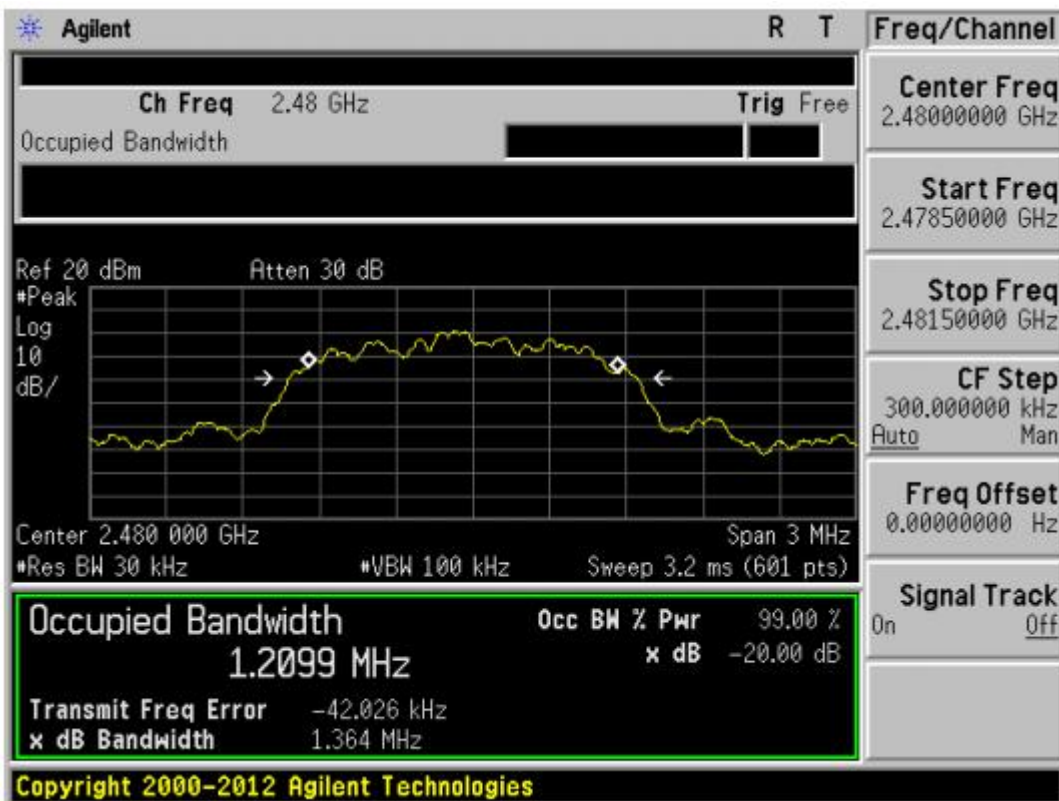 Agilent R T Freq/Channel
Ch Freq 2.48 GHz Trig Free
Occupied Bandwidth
Center Freq
2.48000000 GHz
Start Freq
2.47850000 GHz
Stop Freq
2.48150000 GHz
CF Step
300.000000 kHz
Auto Man
Freq Offset
0.00000000 Hz
Signal Track
On Off
Ref 20 dBm Atten 30 dB
#Peak
Log
10
dB/
Center 2.480 000 GHz Span 3 MHz
#Res BW 30 kHz #VBW 100 kHz Sweep 3.2 ms (601 pts)
Occupied Bandwidth Occ BW % Pwr 99.00 %
1.2099 MHz x dB -20.00 dB
Transmit Freq Error -42.026 kHz
x dB Bandwidth 1.364 MHz
Copyright 2000-2012 Agilent Technologies